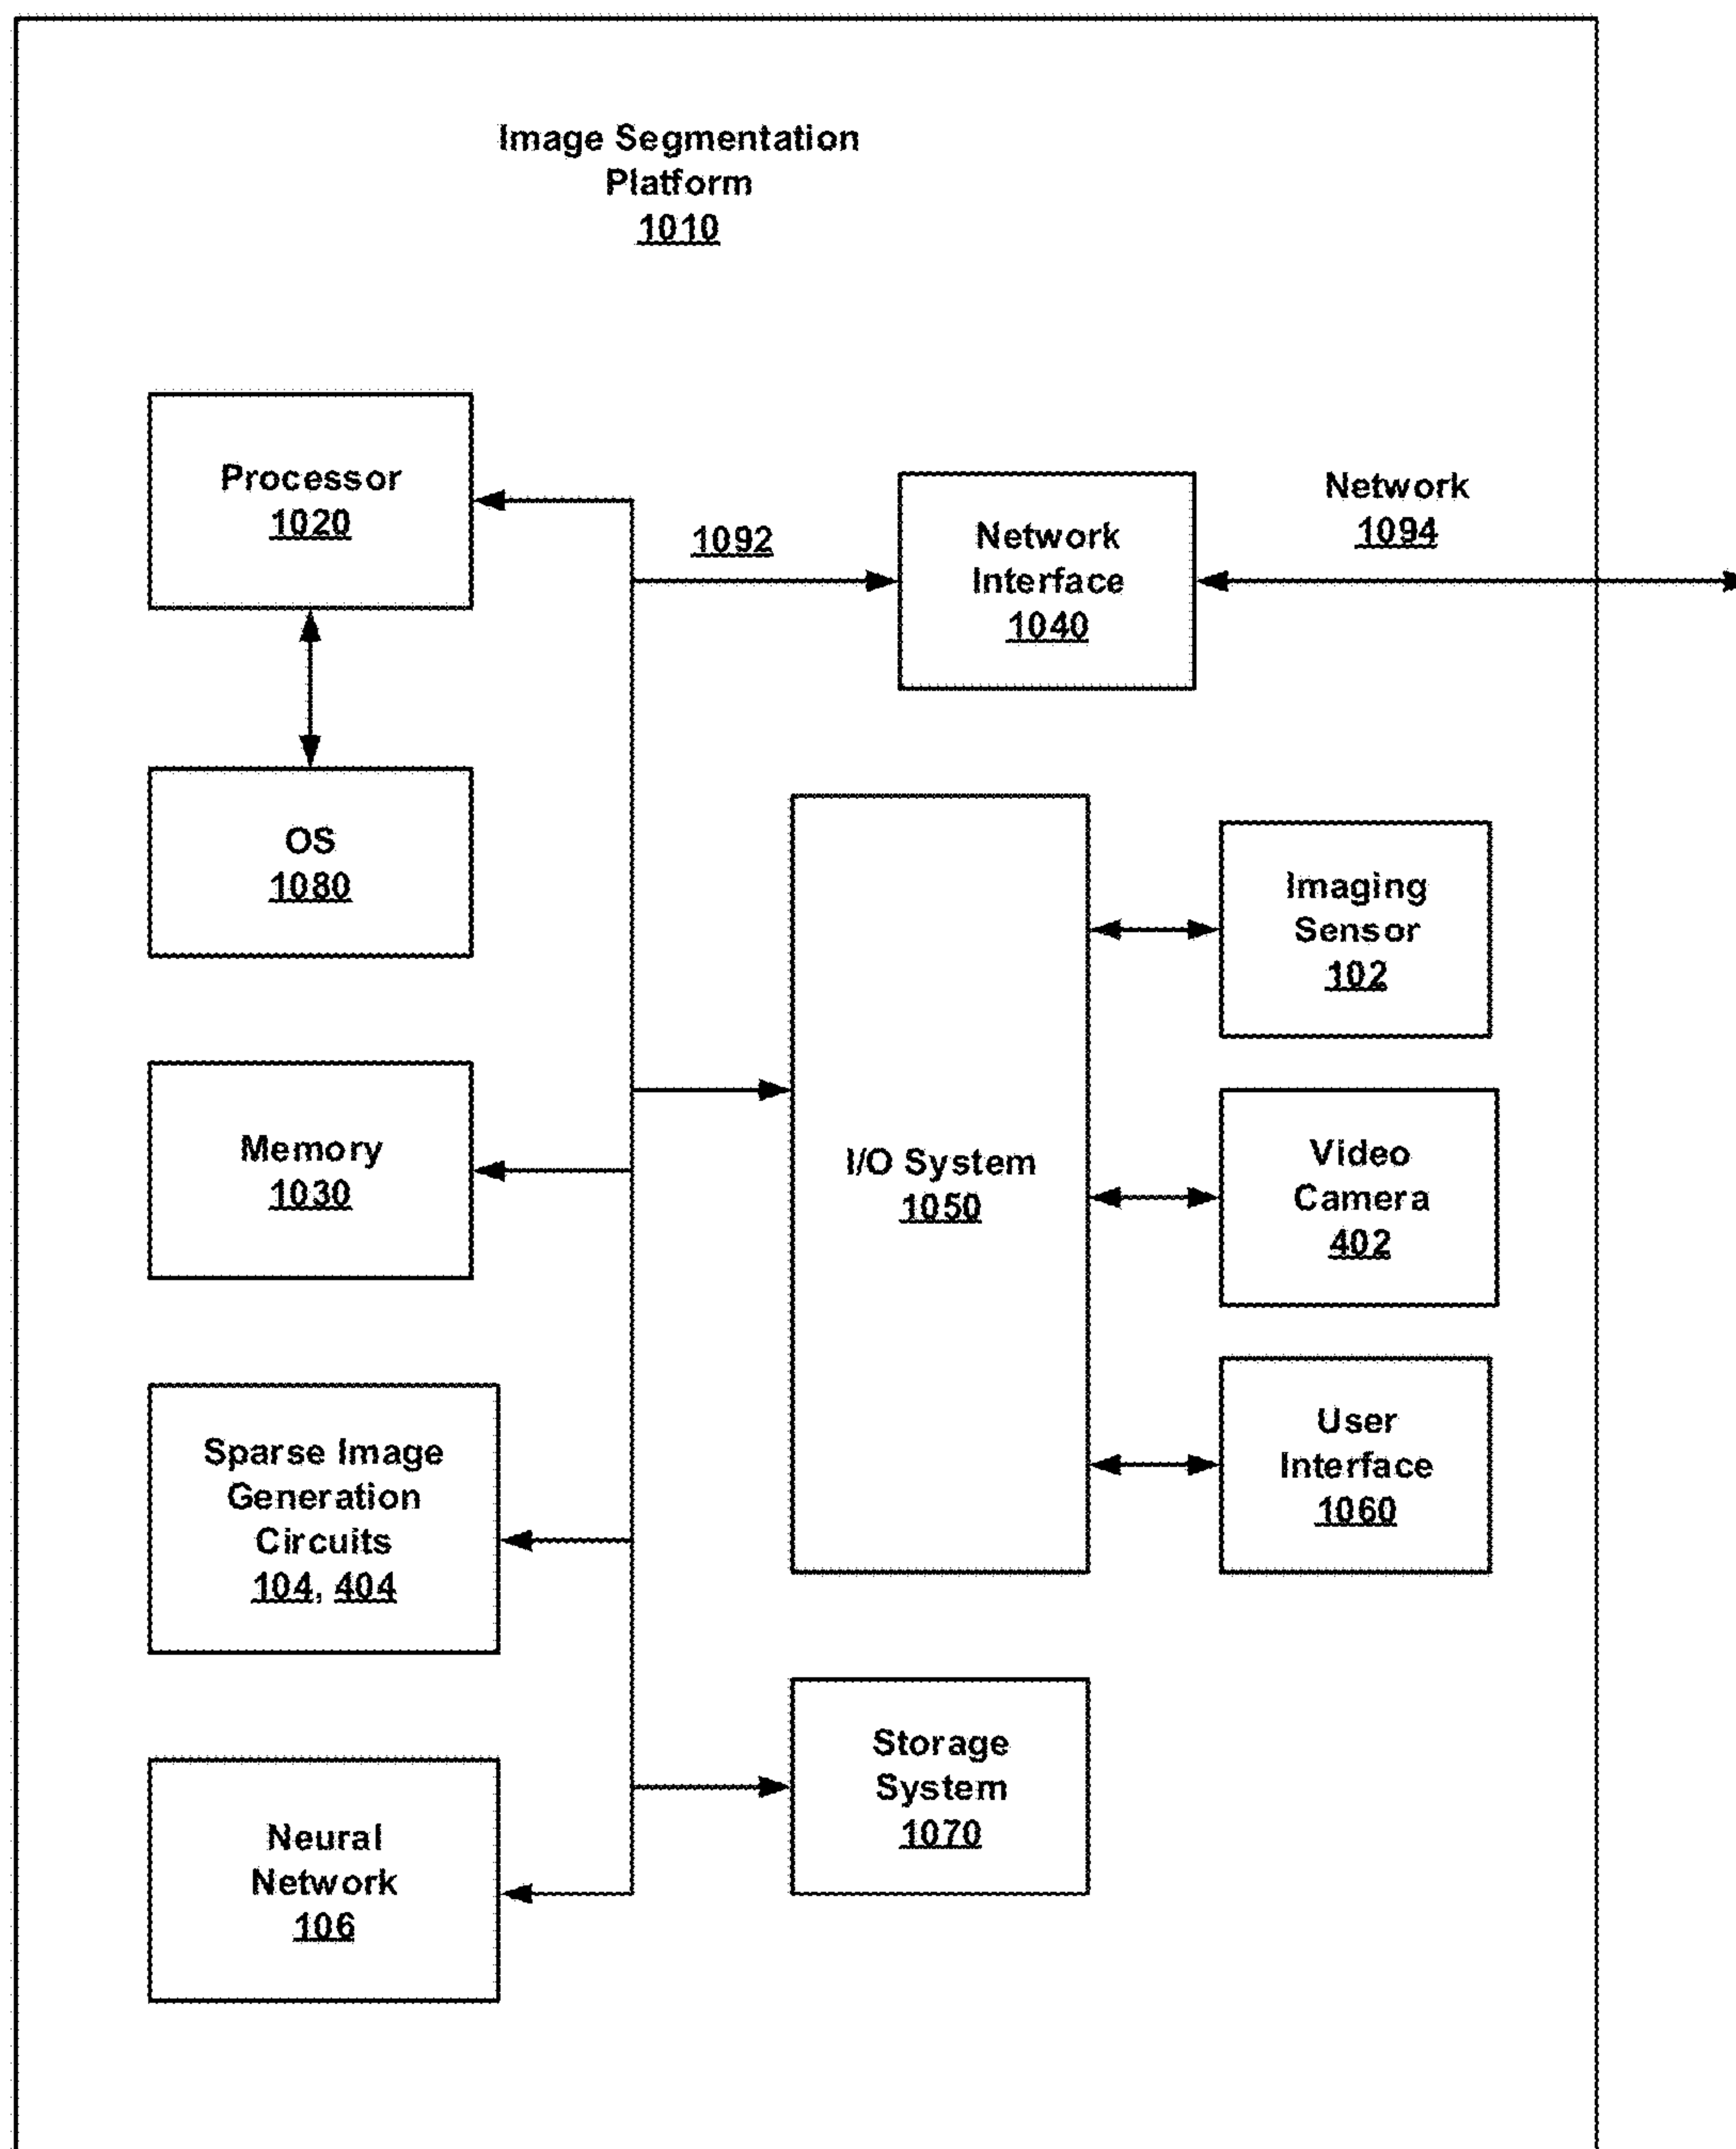 Image Segmentation
Platform
1010
Processor
1020
1092
Network
Interface
1040
Network
1094
OS
1080
Imaging
Sensor
102
Memory
1030
I/O System
1050
Video
Camera
402
User
Interface
1060
Sparse Image
Generation
Circuits
104, 404
Storage
System
1070
Neural
Network
106